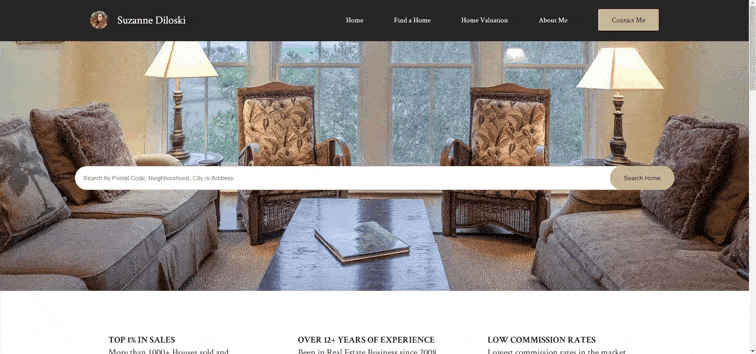 Suzanne Diloski
Home Find a Home Home Valuation About Me Contact Me
Search by Postal Code, Neighborhood, City or Address
Search Home
TOP 1% IN SALES
More than 1000+ Houses sold and
OVER 12+ YEARS OF EXPERIENCE
Been in Real Estate Business since 2008
LOW COMMISSION RATES
Lowest commission rates in the market